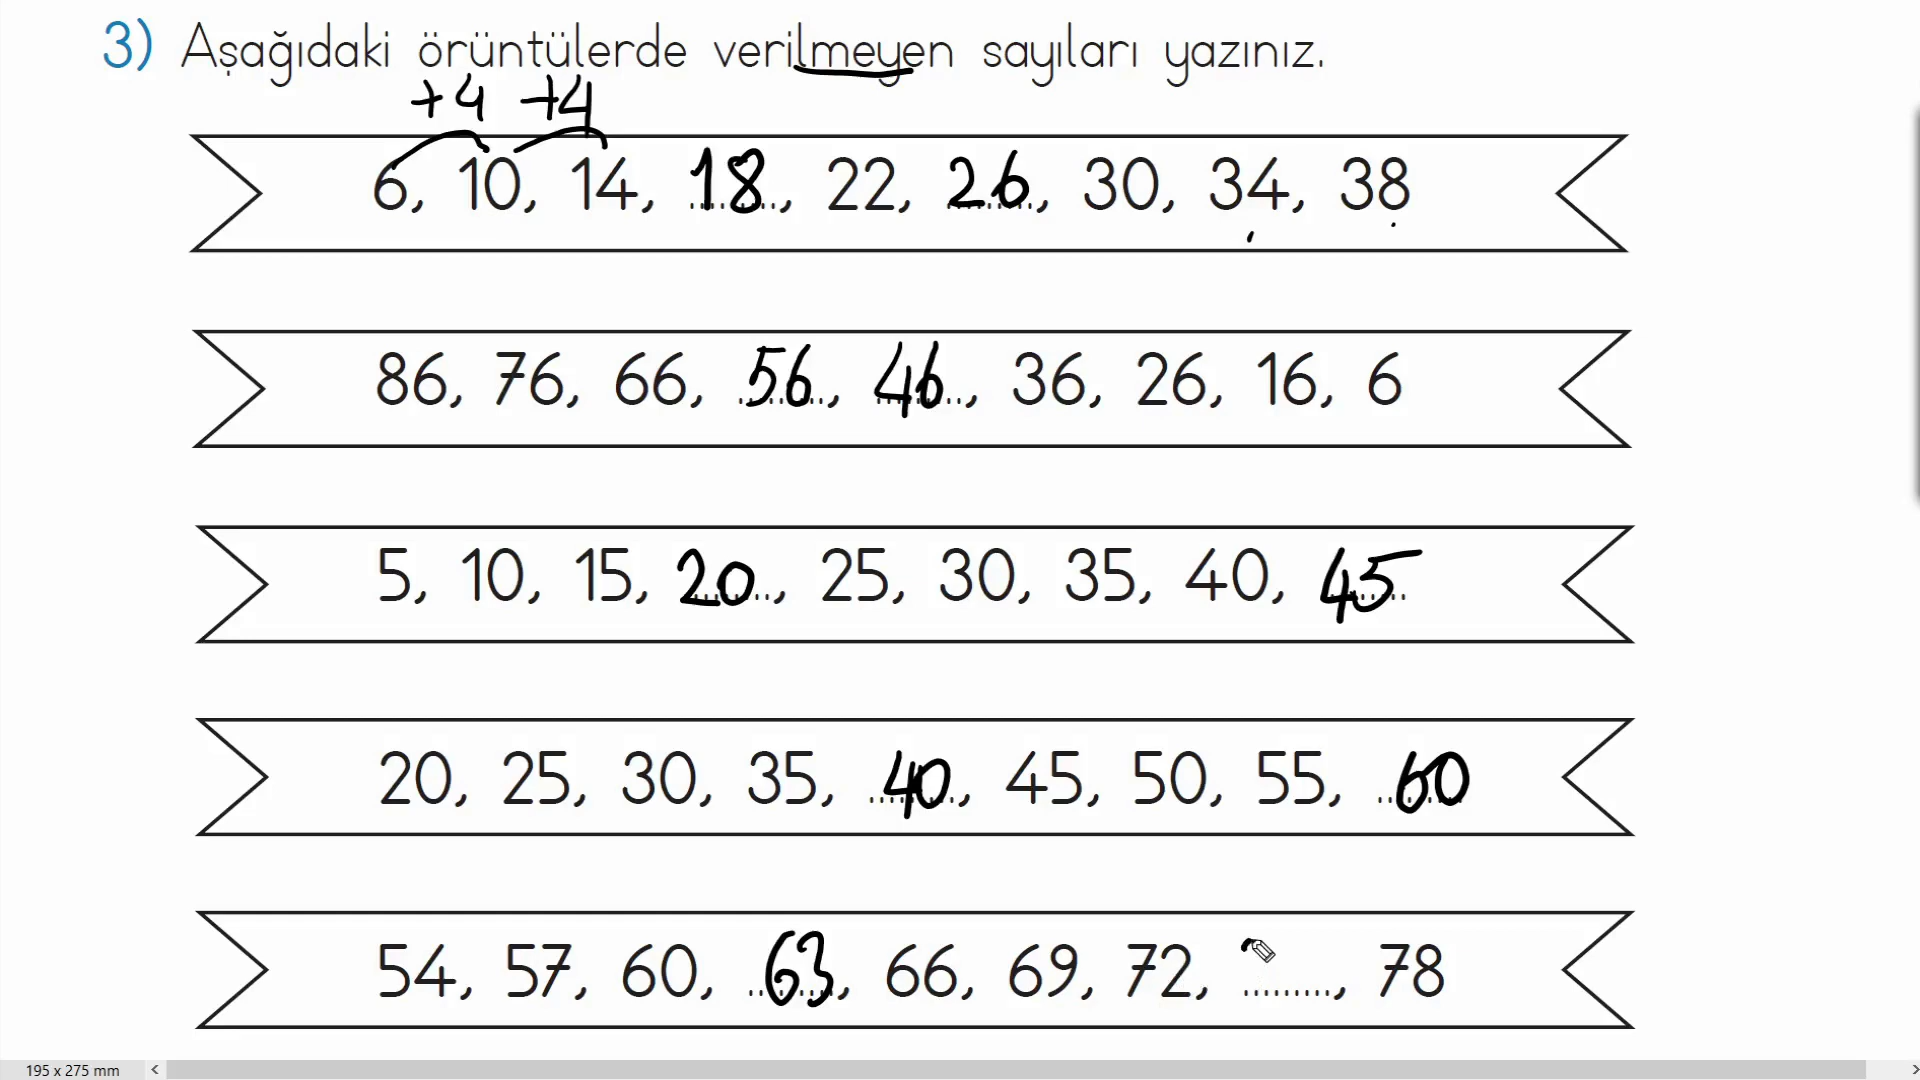 3) Aşağıdaki örüntülerde verilmeyen sayıları yazınız.
+4 +4
6, 10, 14, 18, 22, 26, 30, 34, 38
86, 76, 66, 56, 46, 36, 26, 16, 6
5, 10, 15, 20, 25, 30, 35, 40, 45
20, 25, 30, 35, 40, 45, 50, 55, 60
54, 57, 60, 63, 66, 69, 72, ........., 78
195 x 275 mm